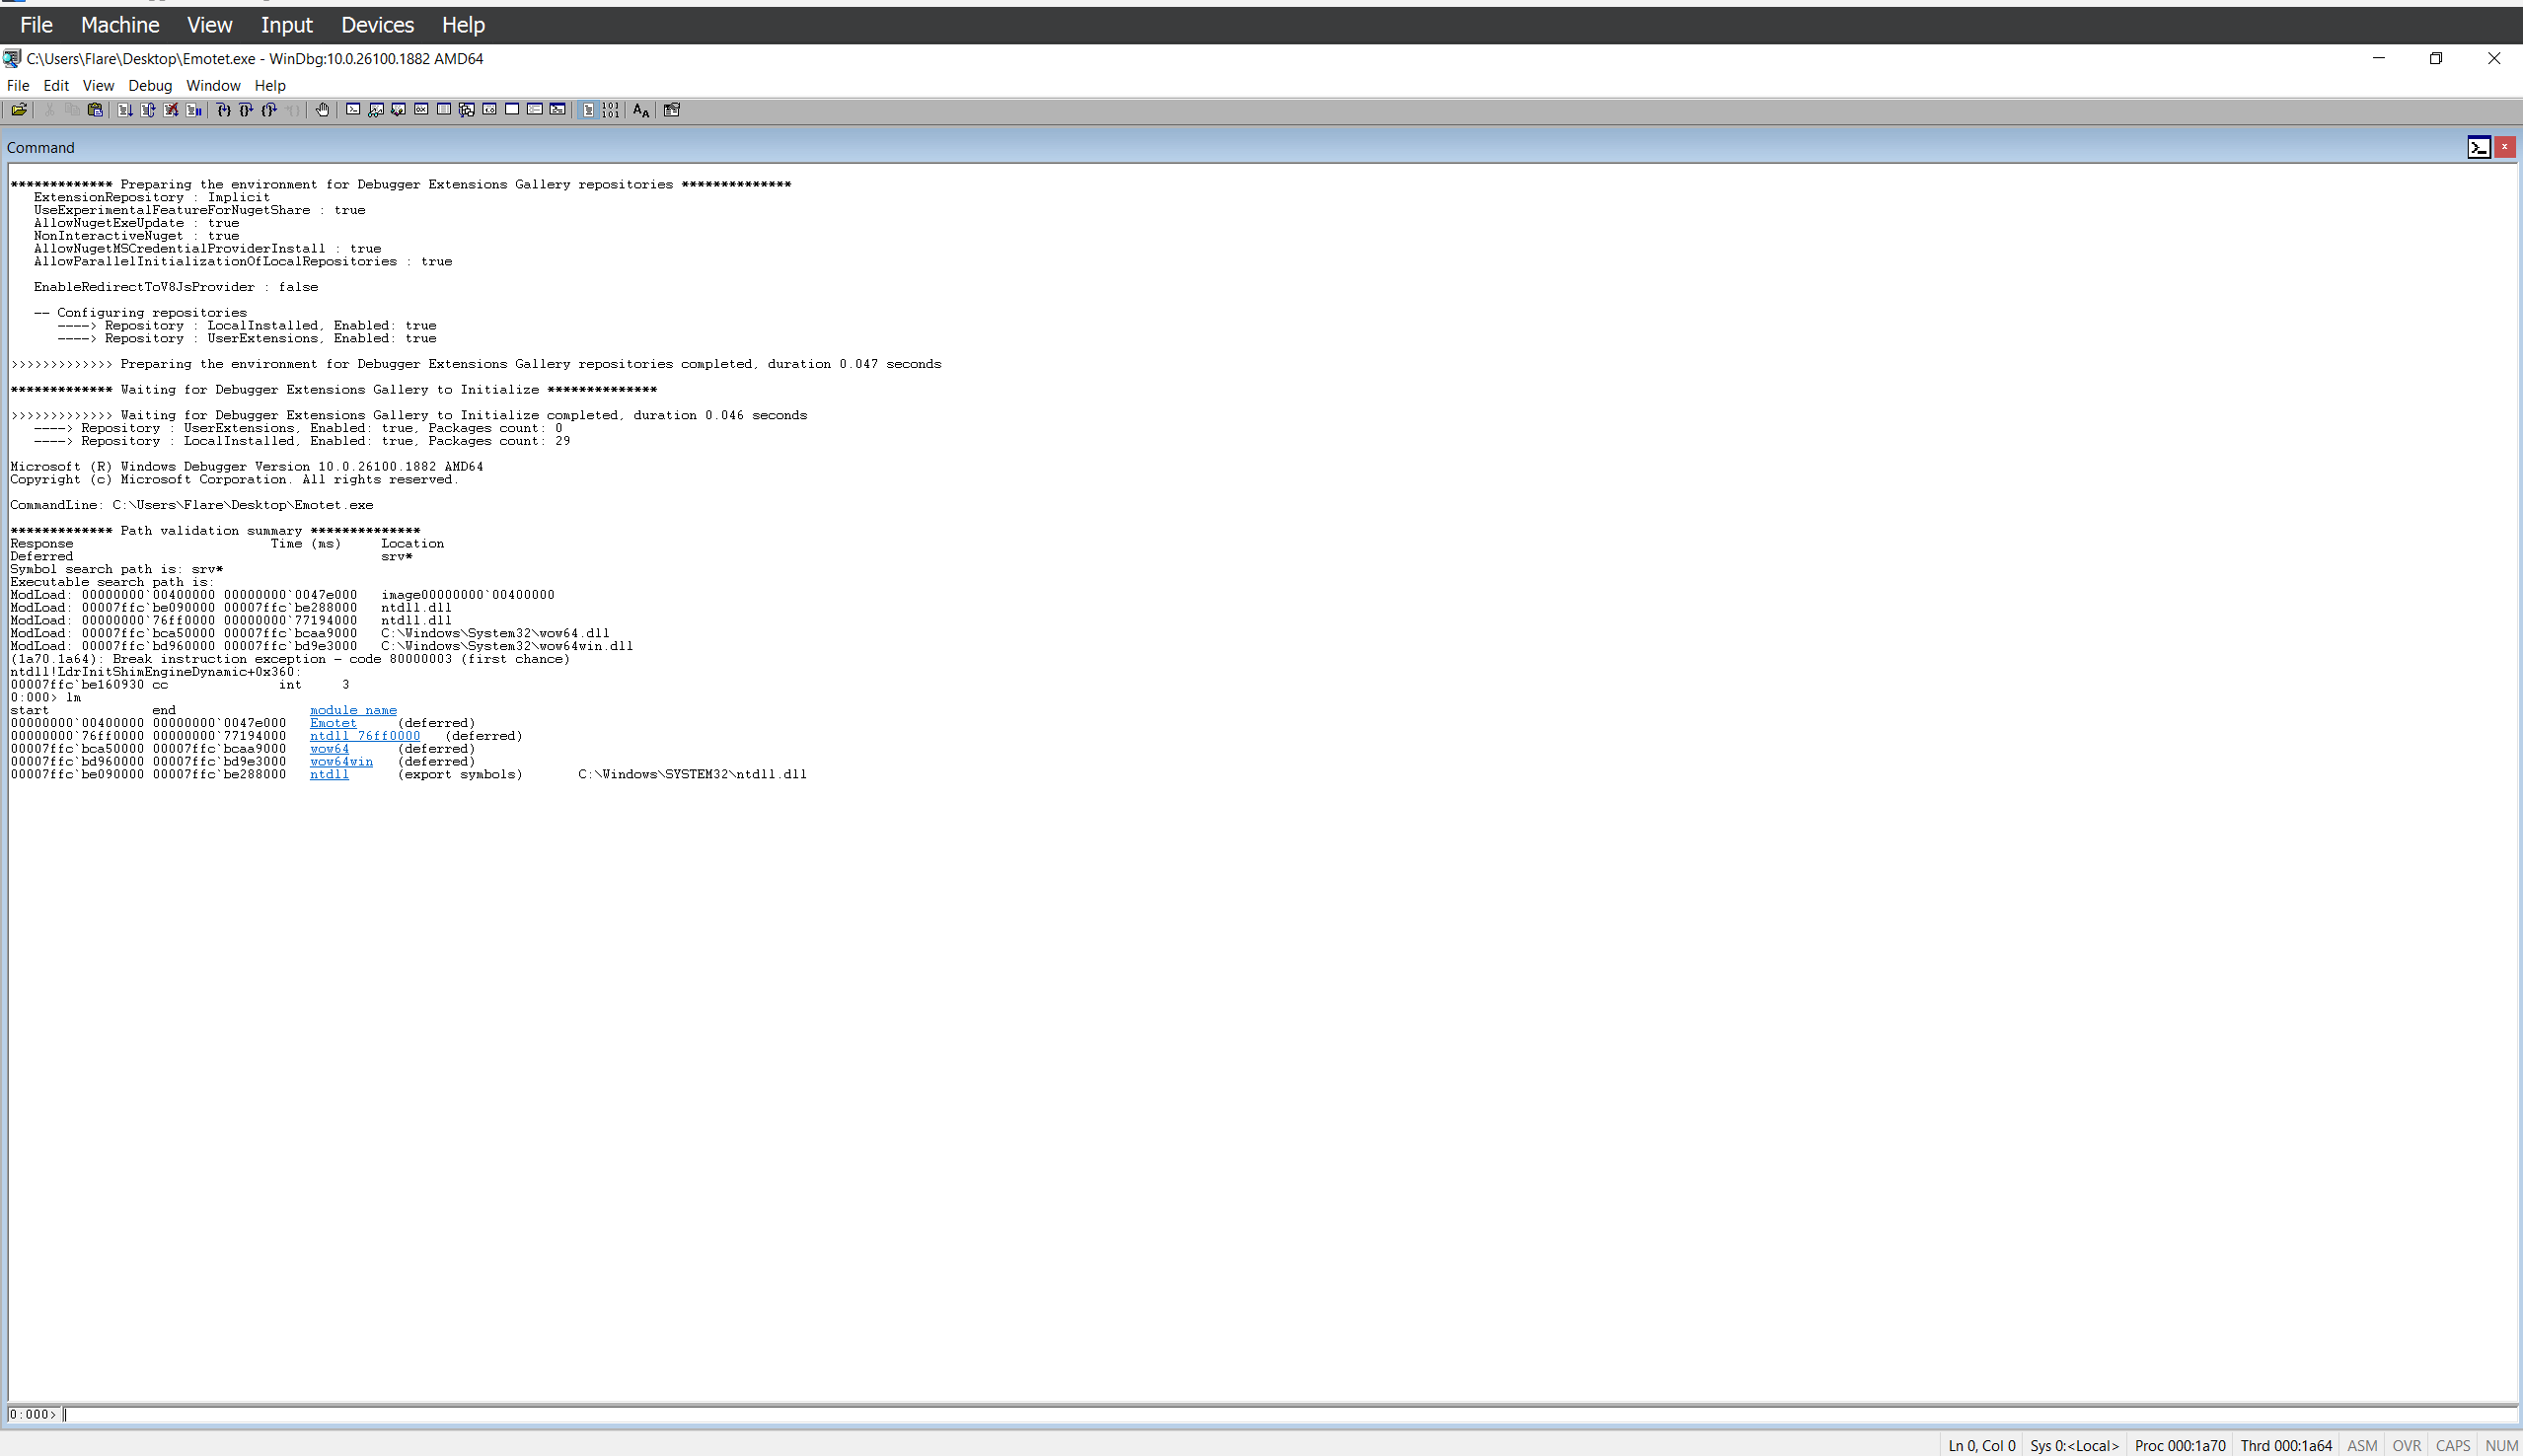 File Machine View Input Devices Help
C:\Users\Flare\Desktop\Emotet.exe - WinDbg:10.0.26100.1882 AMD64
File Edit View Debug Window Help
Command
************* Preparing the environment for Debugger Extensions Gallery repositories **************
ExtensionRepository : Implicit
UseExperimentalFeatureForNugetShare : true
AllowNugetExeUpdate : true
NonInteractiveNuget : true
AllowNugetMSCredentialProviderInstall : true
AllowParallelInitializationOfLocalRepositories : true
EnableRedirectToV8JsProvider : false
-- Configuring repositories
----> Repository : LocalInstalled, Enabled: true
----> Repository : UserExtensions, Enabled: true
>>>>>>>>>>>>> Preparing the environment for Debugger Extensions Gallery repositories completed, duration 0.047 seconds
************* Waiting for Debugger Extensions Gallery to Initialize **************
>>>>>>>>>>>>> Waiting for Debugger Extensions Gallery to Initialize completed, duration 0.046 seconds
----> Repository : UserExtensions, Enabled: true, Packages count: 0
----> Repository : LocalInstalled, Enabled: true, Packages count: 29
Microsoft (R) Windows Debugger Version 10.0.26100.1882 AMD64
Copyright (c) Microsoft Corporation. All rights reserved.
CommandLine: C:\Users\Flare\Desktop\Emotet.exe
************* Path validation summary **************
Response Time (ms) Location
Deferred srv*
Symbol search path is: srv*
Executable search path is:
ModLoad: 00000000`00400000 00000000`0047e000 image00000000`00400000
ModLoad: 00007ffc`be090000 00007ffc`be288000 ntdll.dll
ModLoad: 00000000`76ff0000 00000000`77194000 ntdll.dll
ModLoad: 00007ffc`bca50000 00007ffc`bcaa9000 C:\Windows\System32\wow64.dll
ModLoad: 00007ffc`bd960000 00007ffc`bd9e3000 C:\Windows\System32\wow64win.dll
(1a70.1a64): Break instruction exception - code 80000003 (first chance)
ntdll!LdrInitShimEngineDynamic+0x360:
00007ffc`be160930 cc int 3
0:000> lm
start end module name
00000000`00400000 00000000`0047e000 Emotet (deferred)
00000000`76ff0000 00000000`77194000 ntdll_76ff0000 (deferred)
00007ffc`bca50000 00007ffc`bcaa9000 wow64 (deferred)
00007ffc`bd960000 00007ffc`bd9e3000 wow64win (deferred)
00007ffc`be090000 00007ffc`be288000 ntdll (export symbols) C:\Windows\SYSTEM32\ntdll.dll
0:000>
Ln 0, Col 0 Sys 0:<Local> Proc 000:1a70 Thrd 000:1a64 ASM OVR CAPS NUM